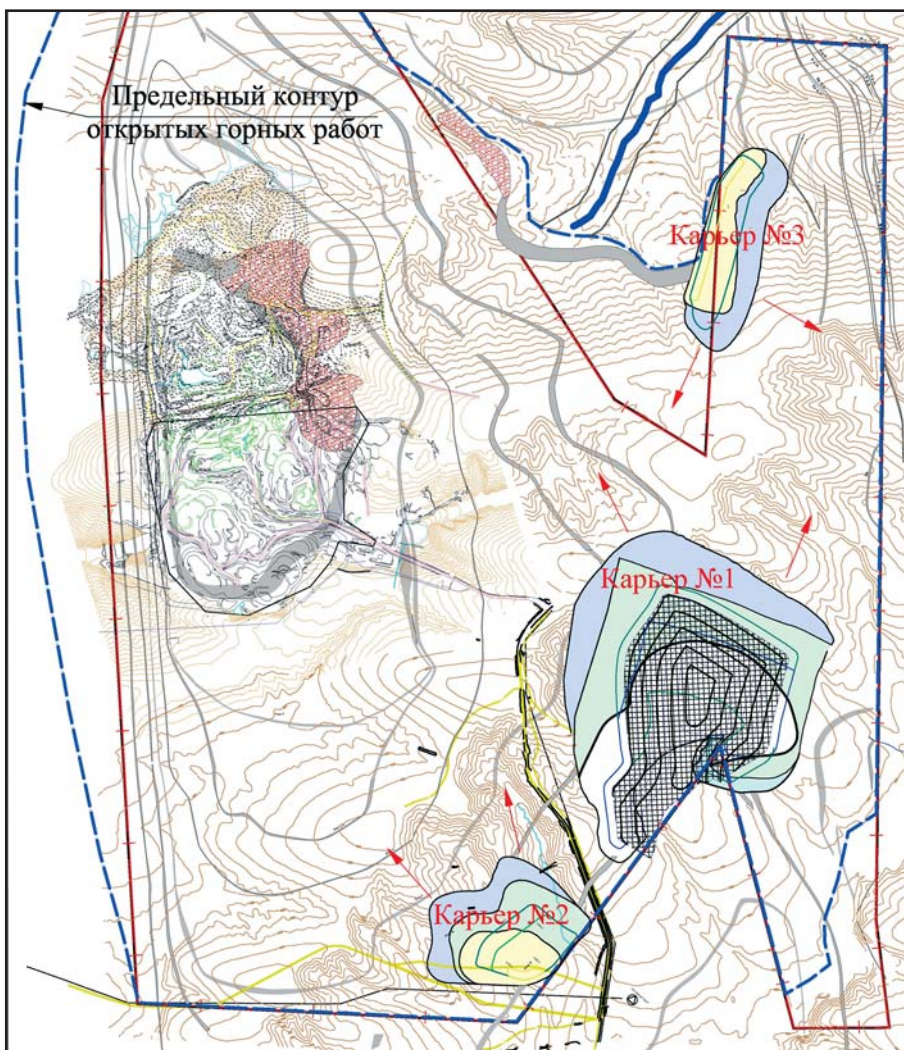 Предельный контур
открытых горных работ
Карьер №3
Карьер №1
Карьер №2